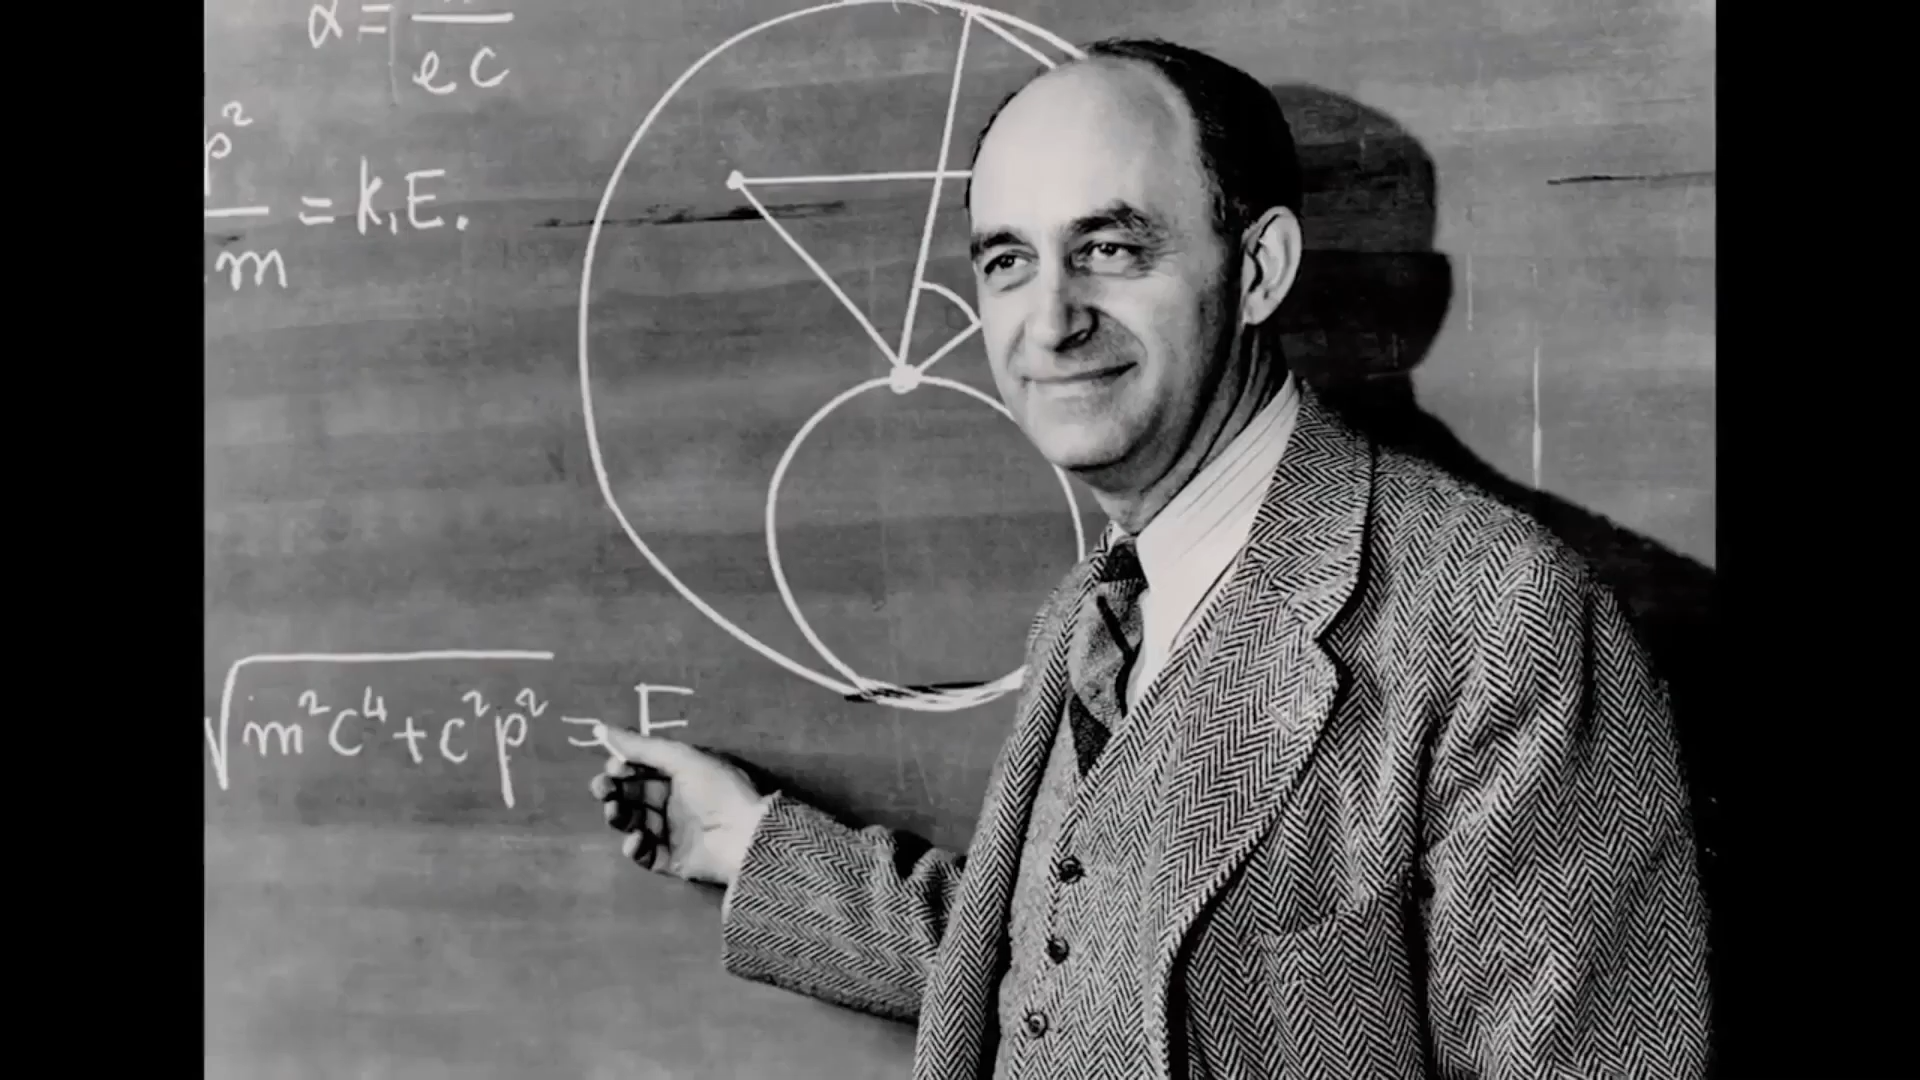 α =
ec
p²
= k.E.
m
√m²c⁴ + c²p² = E